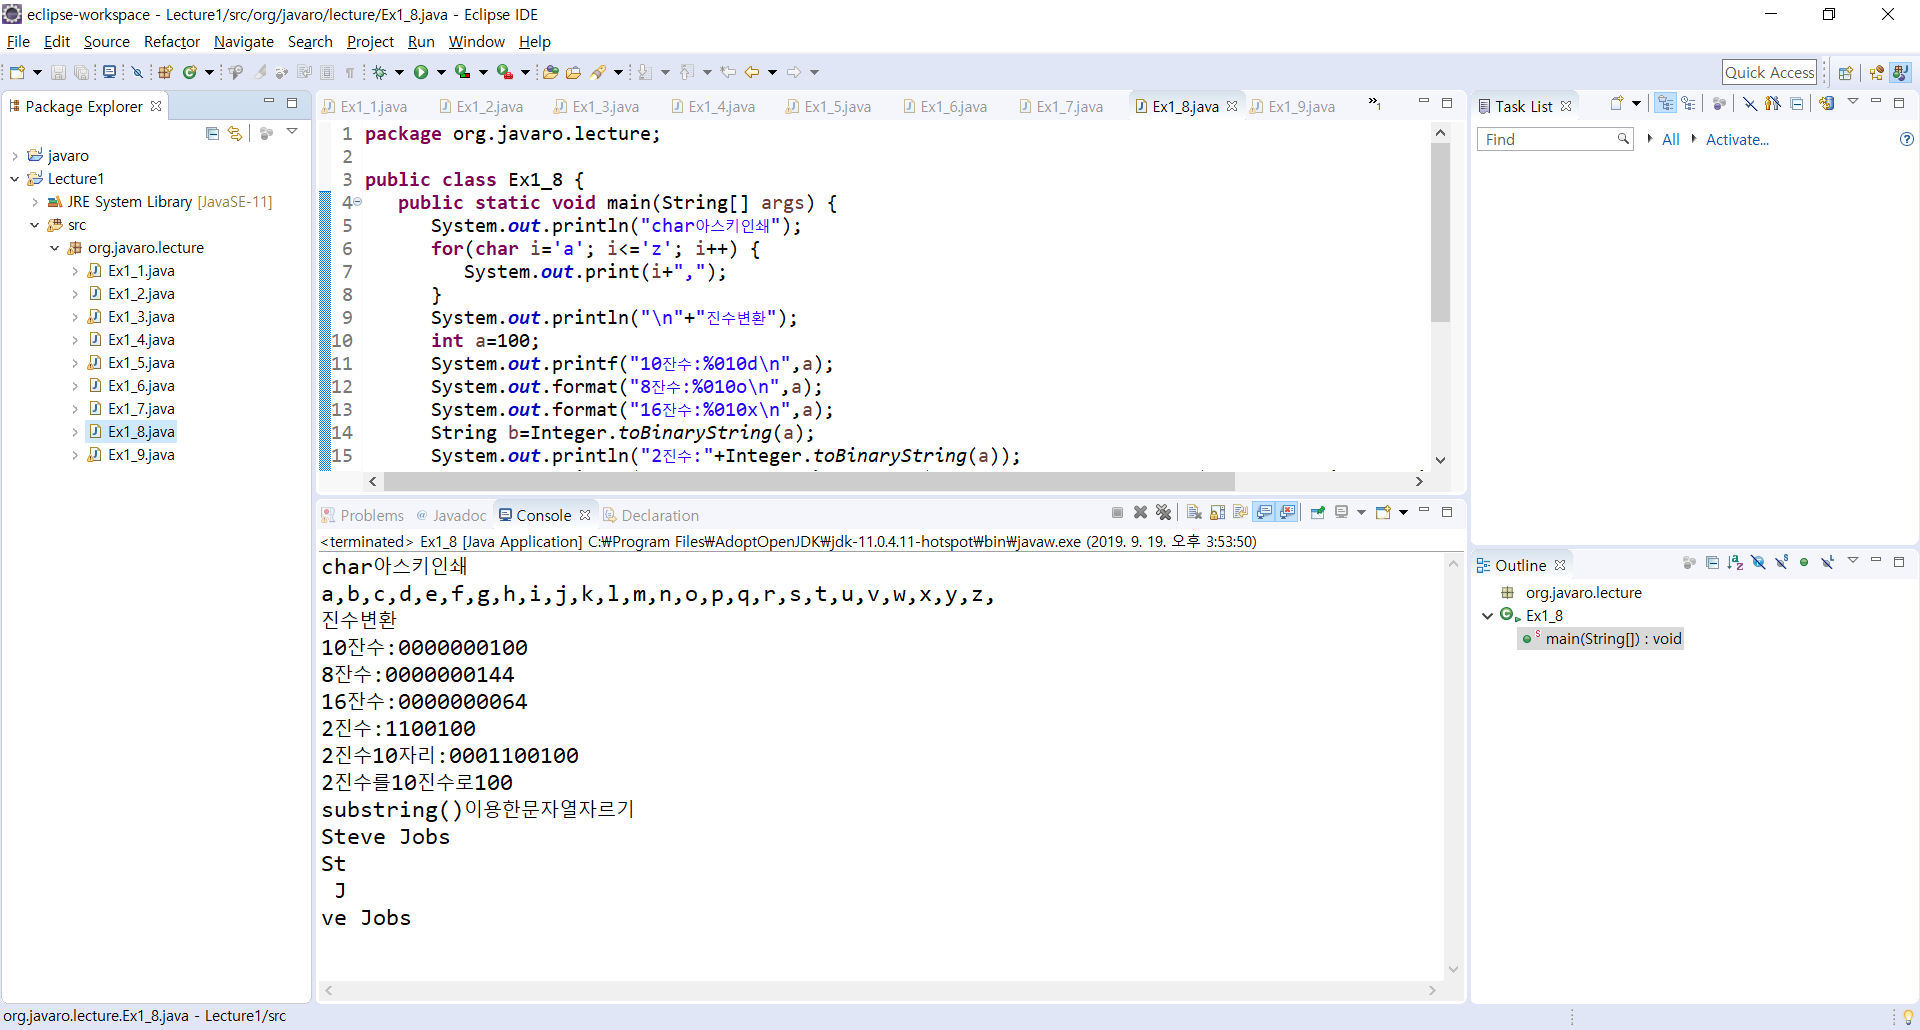 eclipse-workspace - Lecture1/src/org/javaro/lecture/Ex1_8.java - Eclipse IDE
File Edit Source Refactor Navigate Search Project Run Window Help
Quick Access
Package Explorer
javaro
Lecture1
JRE System Library [JavaSE-11]
src
org.javaro.lecture
Ex1_1.java
Ex1_2.java
Ex1_3.java
Ex1_4.java
Ex1_5.java
Ex1_6.java
Ex1_7.java
Ex1_8.java
Ex1_9.java
Ex1_1.java Ex1_2.java Ex1_3.java Ex1_4.java Ex1_5.java Ex1_6.java Ex1_7.java Ex1_8.java Ex1_9.java »1
1 package org.javaro.lecture;
2
3 public class Ex1_8 {
4 public static void main(String[] args) {
5 System.out.println("char아스키인쇄");
6 for(char i='a'; i<='z'; i++) {
7 System.out.print(i+",");
8 }
9 System.out.println("\n"+"진수변환");
10 int a=100;
11 System.out.printf("10잔수:%010d\n",a);
12 System.out.format("8잔수:%010o\n",a);
13 System.out.format("16잔수:%010x\n",a);
14 String b=Integer.toBinaryString(a);
15 System.out.println("2진수:"+Integer.toBinaryString(a));
Problems @ Javadoc Console Declaration
<terminated> Ex1_8 [Java Application] C:₩Program Files₩AdoptOpenJDK₩jdk-11.0.4.11-hotspot₩bin₩javaw.exe (2019. 9. 19. 오후 3:53:50)
char아스키인쇄
a,b,c,d,e,f,g,h,i,j,k,l,m,n,o,p,q,r,s,t,u,v,w,x,y,z,
진수변환
10잔수:0000000100
8잔수:0000000144
16잔수:0000000064
2진수:1100100
2진수10자리:0001100100
2진수를10진수로100
substring()이용한문자열자르기
Steve Jobs
St
J
ve Jobs
Task List
Find All Activate...
Outline
org.javaro.lecture
Ex1_8
main(String[]) : void
org.javaro.lecture.Ex1_8.java - Lecture1/src